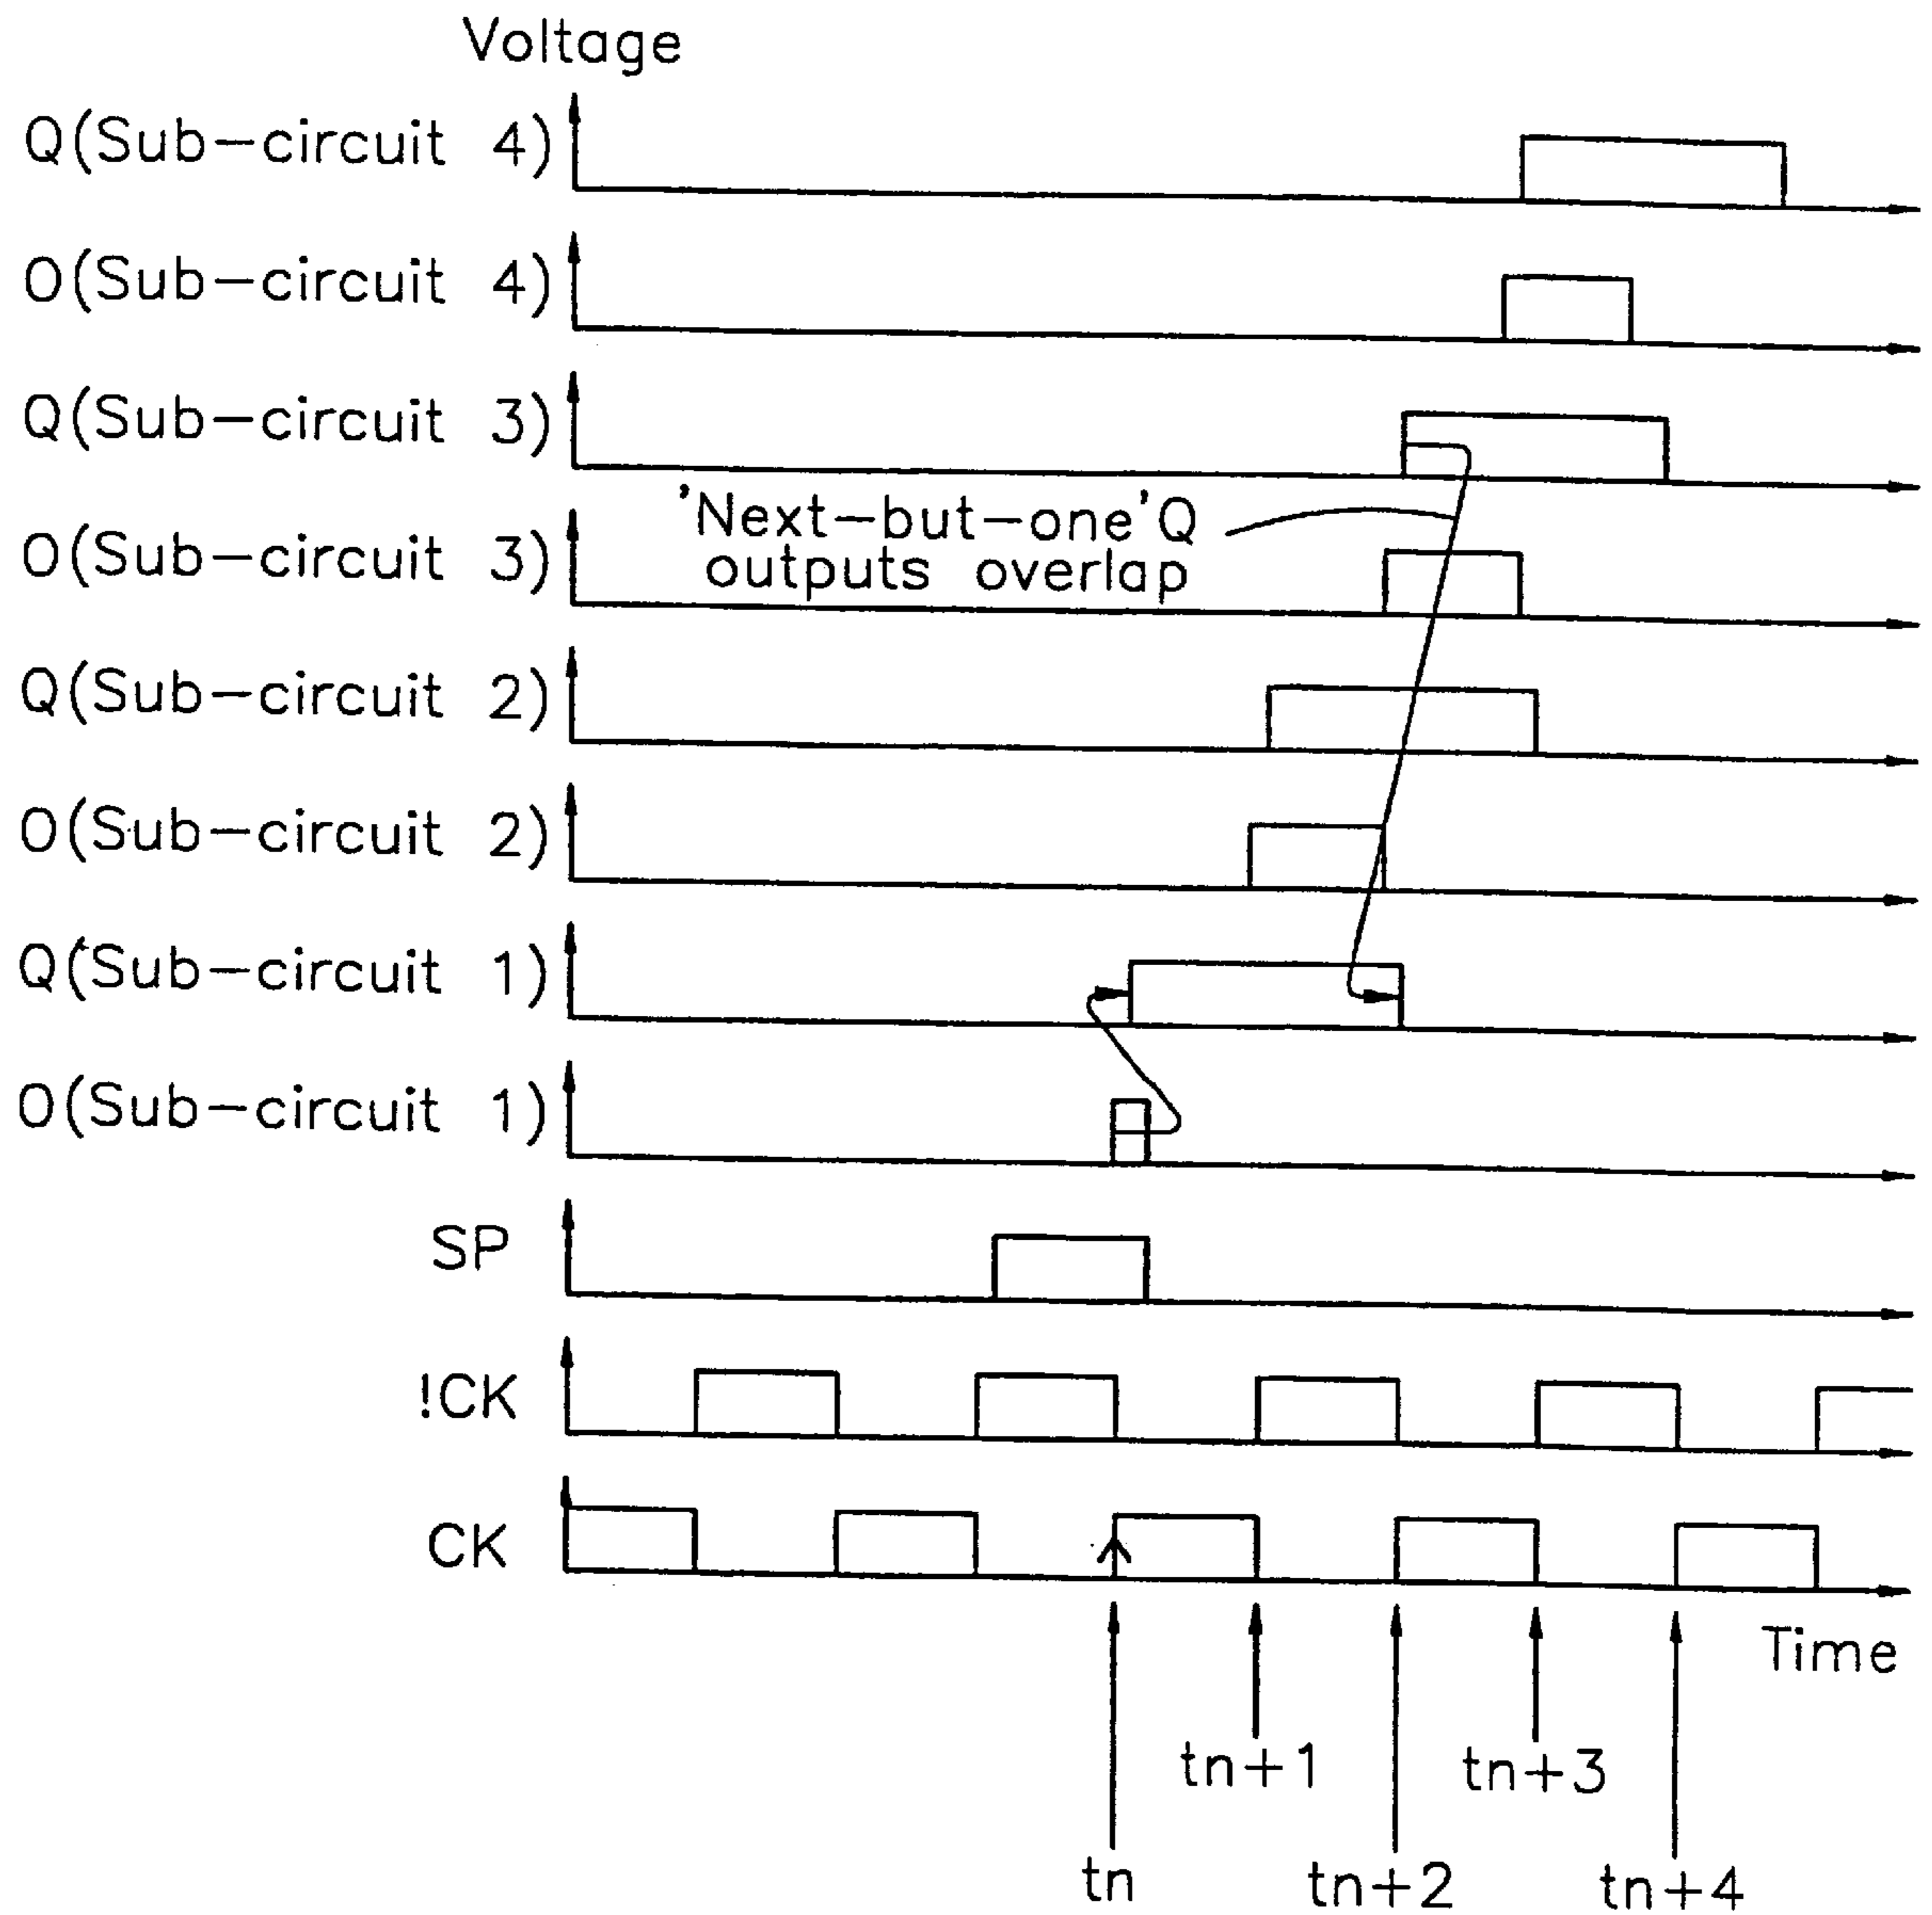 Voltage
Q(Sub-circuit 4)
O(Sub-circuit 4)
Q(Sub-circuit 3)
'Next-but-one'Q
outputs overlap
O(Sub-circuit 3)
Q(Sub-circuit 2)
O(Sub-circuit 2)
Q(Sub-circuit 1)
O(Sub-circuit 1)
SP
!CK
CK
Time
tn+1
tn+3
tn
tn+2
tn+4